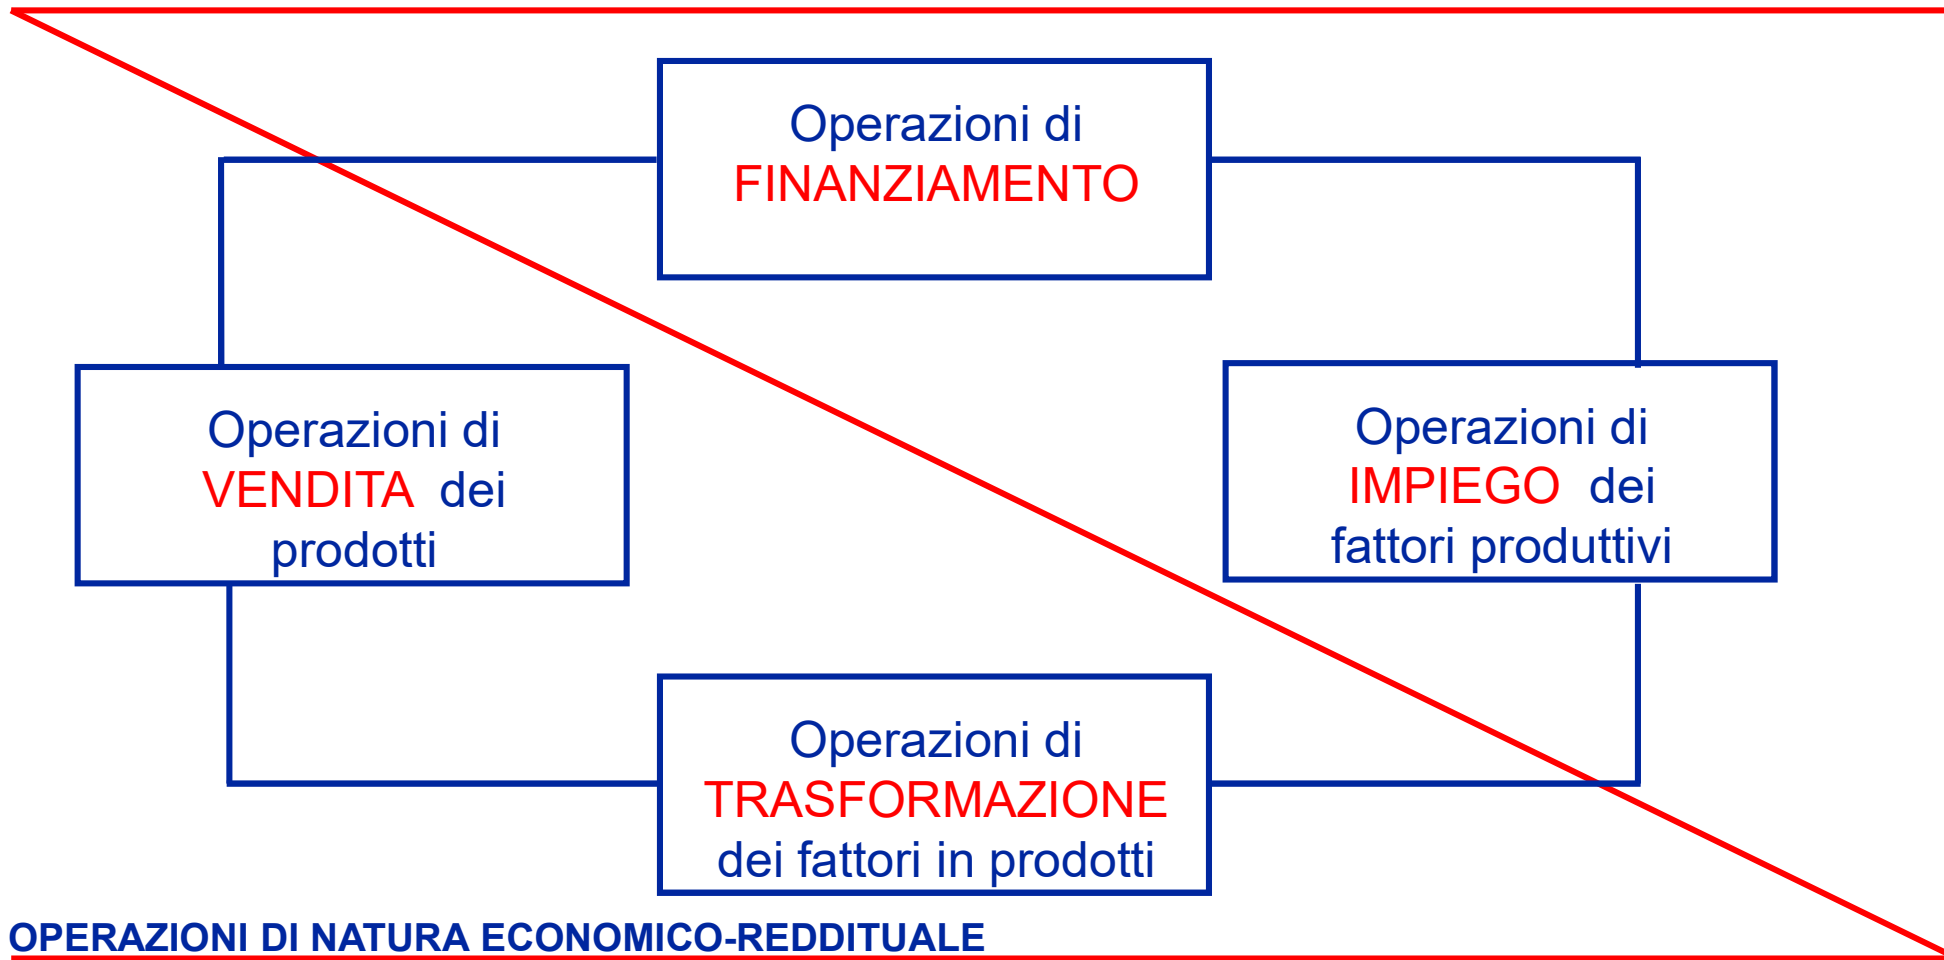 Operazioni di
FINANZIAMENTO
Operazioni di
VENDITA dei
prodotti
Operazioni di
IMPIEGO dei
fattori produttivi
Operazioni di
TRASFORMAZIONE
dei fattori in prodotti
OPERAZIONI DI NATURA ECONOMICO-REDDITUALE